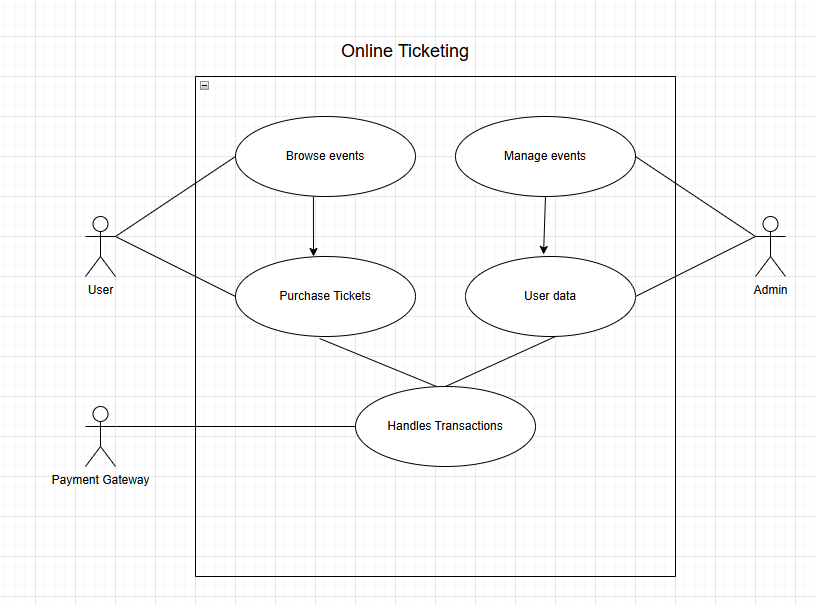 Online Ticketing
Browse events
Manage events
User
Purchase Tickets
User data
Admin
Handles Transactions
Payment Gateway